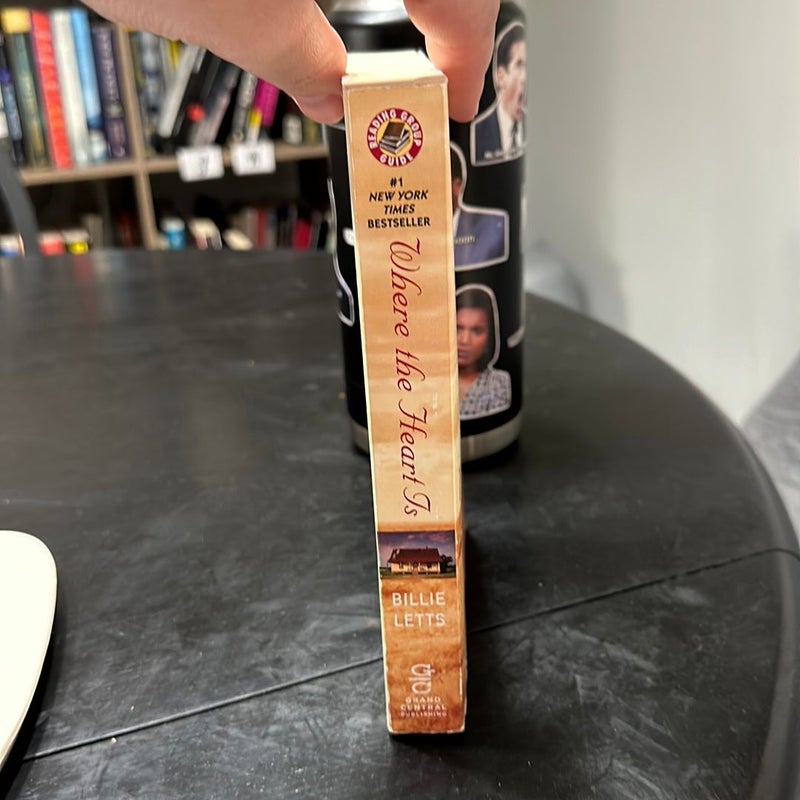 READING GROUP
GUIDE
#1
NEW YORK
TIMES
BESTSELLER
Where the Heart Is
BILLIE
LETTS
GRAND
CENTRAL
PUBLISHING